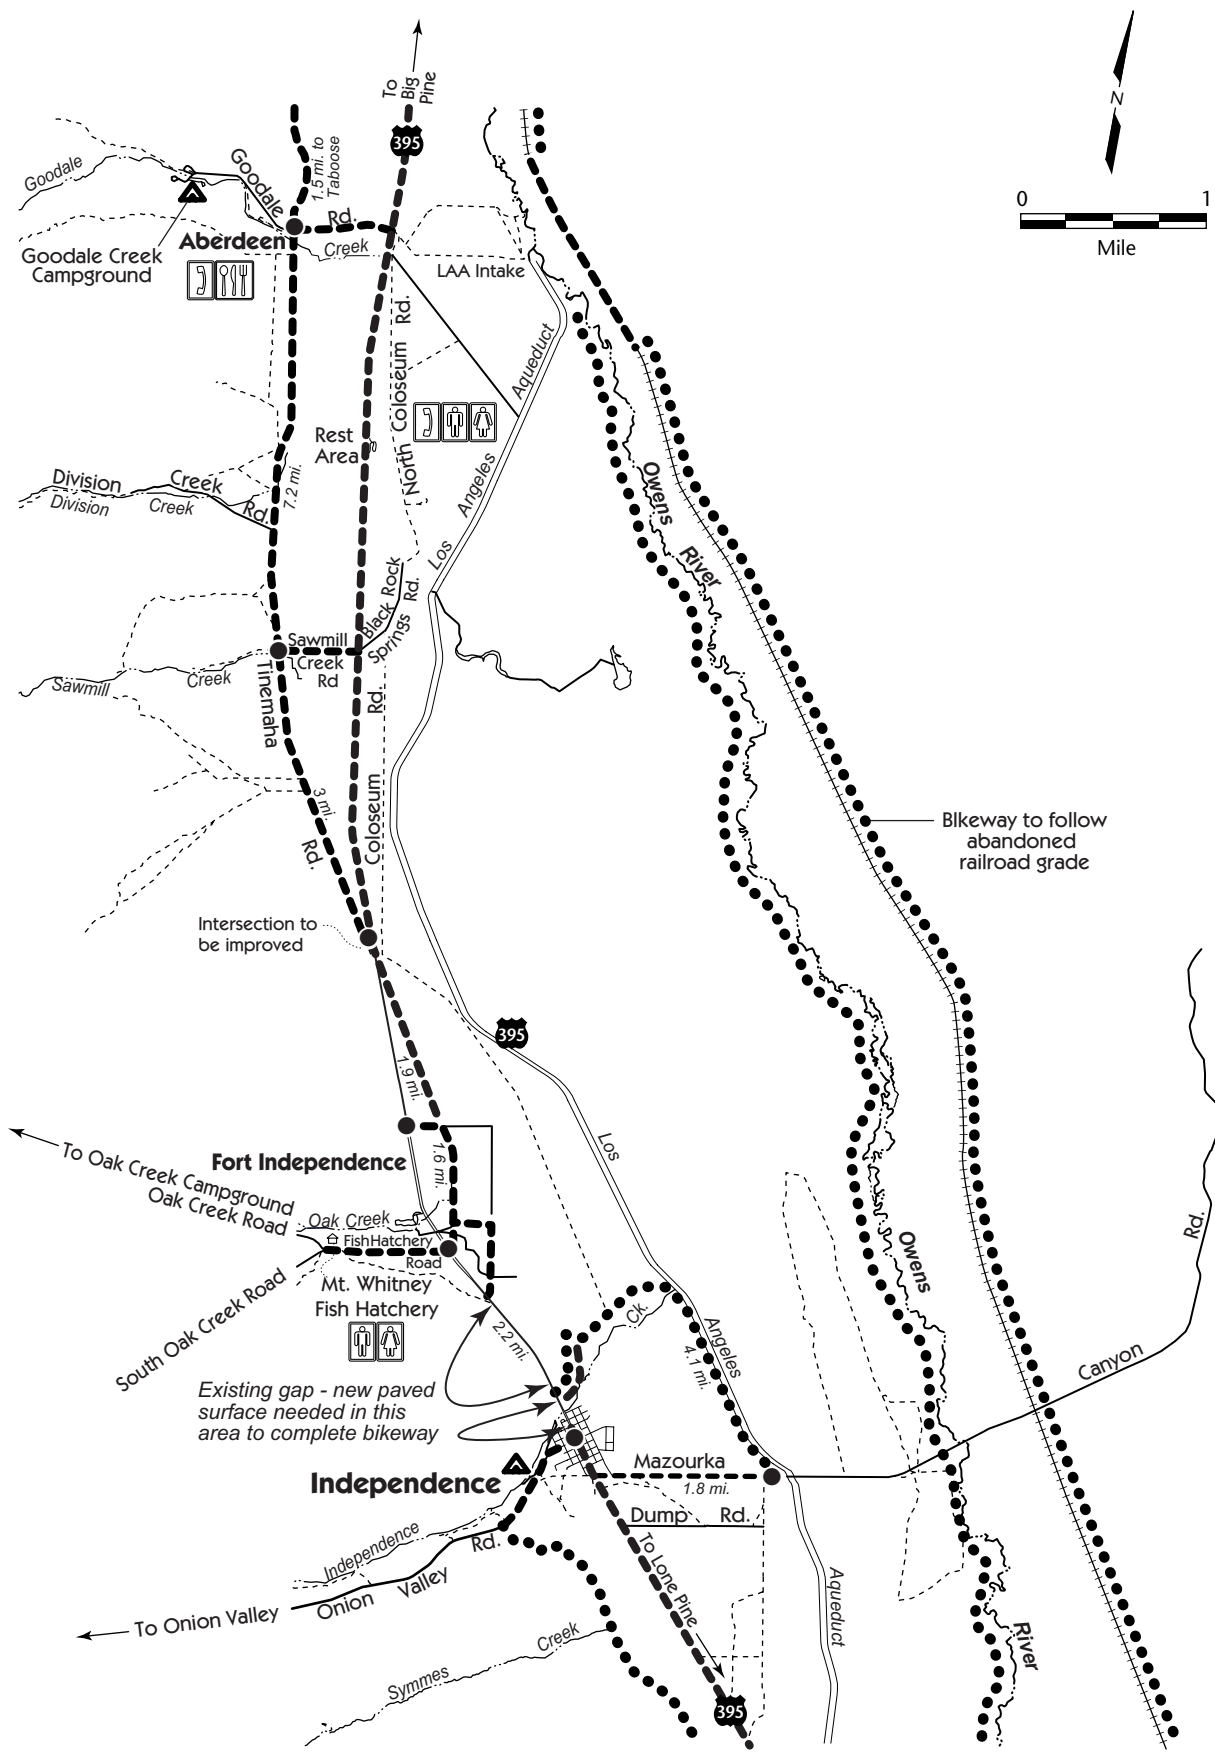 To
Big
Pine
395
N
0 1
Mile
Goodale
Goodale
Rd.
1.5 mi. to
Taboose
Aberdeen
Creek
Goodale Creek
Campground
LAA Intake
North Coloseum Rd.
Aqueduct
Rest
Area
Angeles
Los
Division Creek
Rd.
Division Creek
7.2 mi.
Owens
River
Black Rock
Springs Rd.
Sawmill
Creek
Rd
Sawmill Creek
Tinemaha
Rd.
3 mi.
Coloseum
Rd.
BIkeway to follow
abandoned
railroad grade
Intersection to
be improved
395
1.9 mi.
Los
Fort Independence
1.6 mi.
To Oak Creek Campground
Oak Creek Road
Oak Creek
FishHatchery
Road
Mt. Whitney
Fish Hatchery
South Oak Creek Road
Owens
Rd.
Ck.
Angeles
4.1 mi.
2.2 mi.
Canyon
Existing gap - new paved
surface needed in this
area to complete bikeway
Independence
Mazourka
1.8 mi.
Dump Rd.
Independence
Rd.
Onion Valley
To Onion Valley
To Lone Pine
Aqueduct
River
Symmes Creek
395